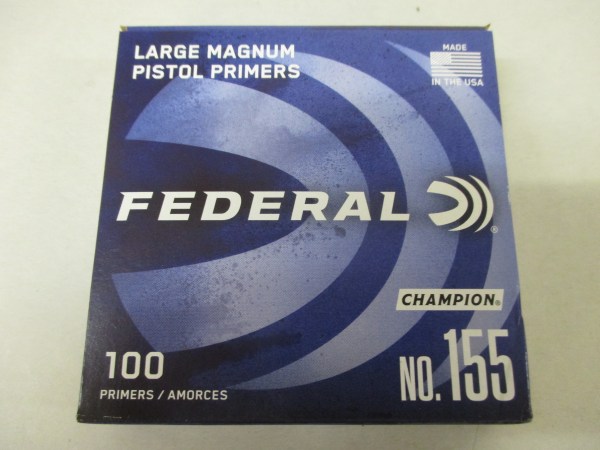 LARGE MAGNUM
PISTOL PRIMERS
MADE
IN THE USA
FEDERAL
®
CHAMPION®
NO. 155
100
PRIMERS / AMORCES